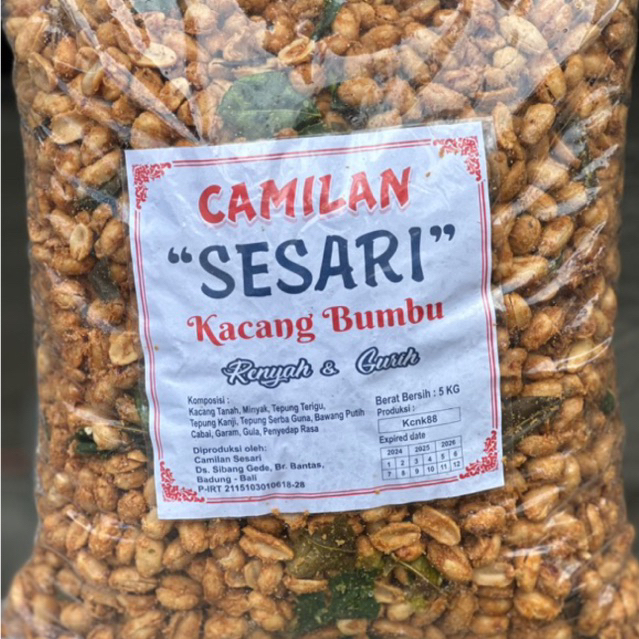 CAMILAN
“SESARI”
Kacang Bumbu
Renyah & Gurih
Komposisi :
Kacang Tanah, Minyak, Tepung Terigu,
Tepung Kanji, Tepung Serba Guna, Bawang Putih
Cabai, Garam, Gula, Penyedap Rasa
Diproduksi oleh:
Camilan Sesari
Ds. Sibang Gede, Br. Bantas,
Badung - Bali
P-IRT 2115103010618-28
Berat Bersih : 5 KG
Produksi :
Kcnk88
Expired date
2024 2025 2026
1 2 3 4 5 6
7 8 9 10 11 12